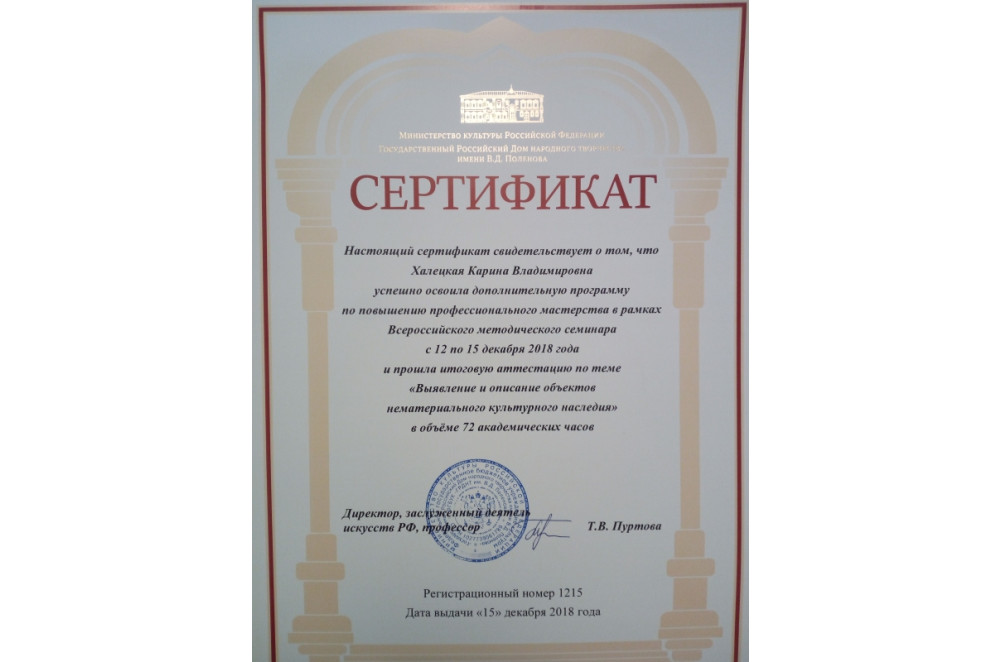 Министерство культуры Российской Федерации
Государственный Российский Дом народного творчества
имени В.Д. Поленова
СЕРТИФИКАТ
Настоящий сертификат свидетельствует о том, что
Халецкая Карина Владимировна
успешно освоила дополнительную программу
по повышению профессионального мастерства в рамках
Всероссийского методического семинара
с 12 по 15 декабря 2018 года
и прошла итоговую аттестацию по теме
«Выявление и описание объектов
нематериального культурного наследия»
в объёме 72 академических часов
Директор, заслуженный деятель
искусств РФ, профессор
Т.В. Пуртова
Регистрационный номер 1215
Дата выдачи «15» декабря 2018 года